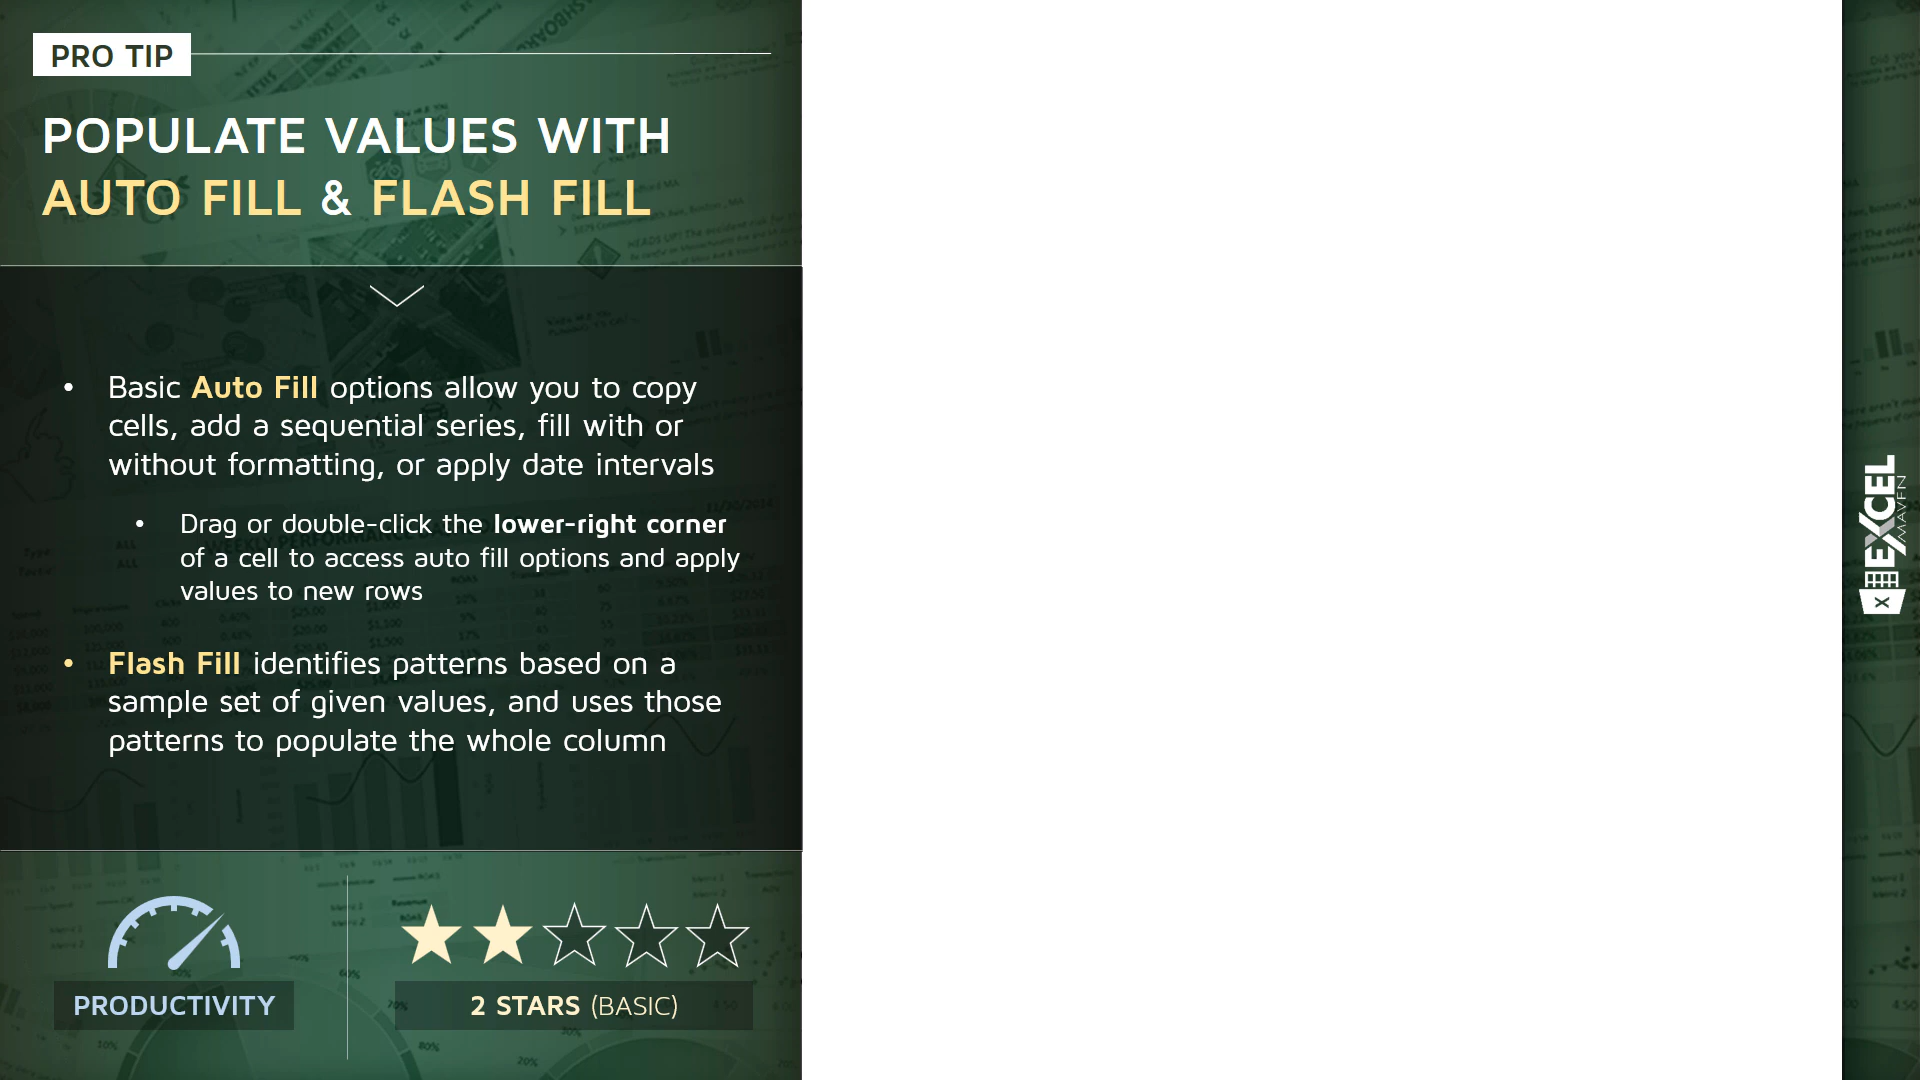 PRO TIP
POPULATE VALUES WITH
AUTO FILL & FLASH FILL
• Basic Auto Fill options allow you to copy
cells, add a sequential series, fill with or
without formatting, or apply date intervals
• Drag or double-click the lower-right corner
of a cell to access auto fill options and apply
values to new rows
• Flash Fill identifies patterns based on a
sample set of given values, and uses those
patterns to populate the whole column
PRODUCTIVITY
2 STARS (BASIC)
X EXCEL
MAVEN